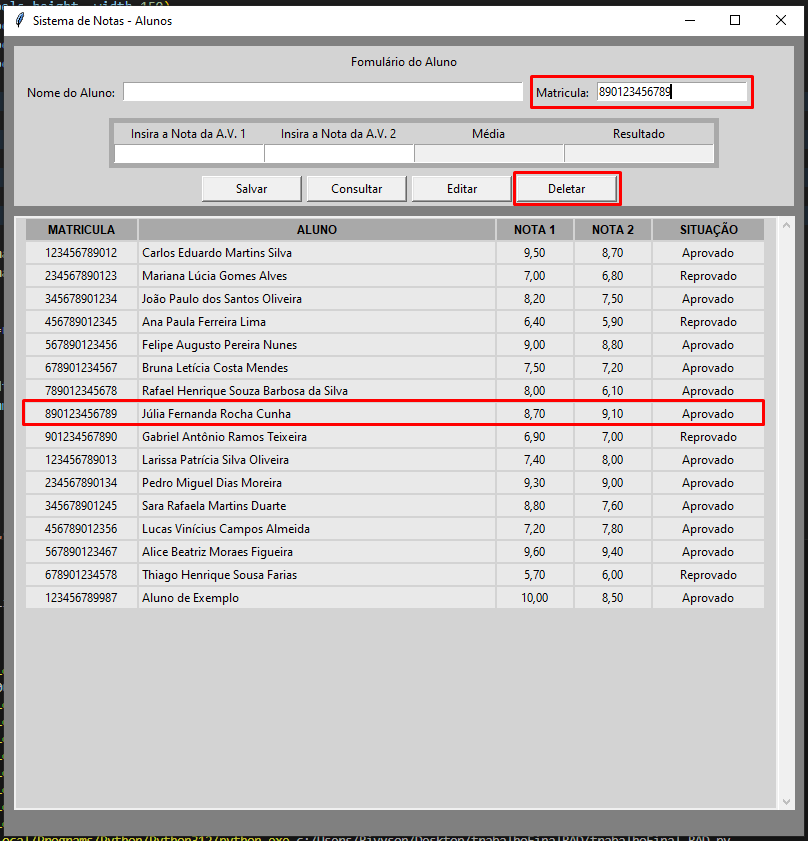 Sistema de Notas - Alunos
Fomulário do Aluno
Nome do Aluno: Matricula: 890123456789
Insira a Nota da A.V. 1 Insira a Nota da A.V. 2 Média Resultado
Salvar Consultar Editar Deletar
MATRICULA ALUNO NOTA 1 NOTA 2 SITUAÇÃO
123456789012 Carlos Eduardo Martins Silva 9,50 8,70 Aprovado
234567890123 Mariana Lúcia Gomes Alves 7,00 6,80 Reprovado
345678901234 João Paulo dos Santos Oliveira 8,20 7,50 Aprovado
456789012345 Ana Paula Ferreira Lima 6,40 5,90 Reprovado
567890123456 Felipe Augusto Pereira Nunes 9,00 8,80 Aprovado
678901234567 Bruna Letícia Costa Mendes 7,50 7,20 Aprovado
789012345678 Rafael Henrique Souza Barbosa da Silva 8,00 6,10 Aprovado
890123456789 Júlia Fernanda Rocha Cunha 8,70 9,10 Aprovado
901234567890 Gabriel Antônio Ramos Teixeira 6,90 7,00 Reprovado
123456789013 Larissa Patrícia Silva Oliveira 7,40 8,00 Aprovado
234567890134 Pedro Miguel Dias Moreira 9,30 9,00 Aprovado
345678901245 Sara Rafaela Martins Duarte 8,80 7,60 Aprovado
456789012356 Lucas Vinícius Campos Almeida 7,20 7,80 Aprovado
567890123467 Alice Beatriz Moraes Figueira 9,60 9,40 Aprovado
678901234578 Thiago Henrique Sousa Farias 5,70 6,00 Reprovado
123456789987 Aluno de Exemplo 10,00 8,50 Aprovado